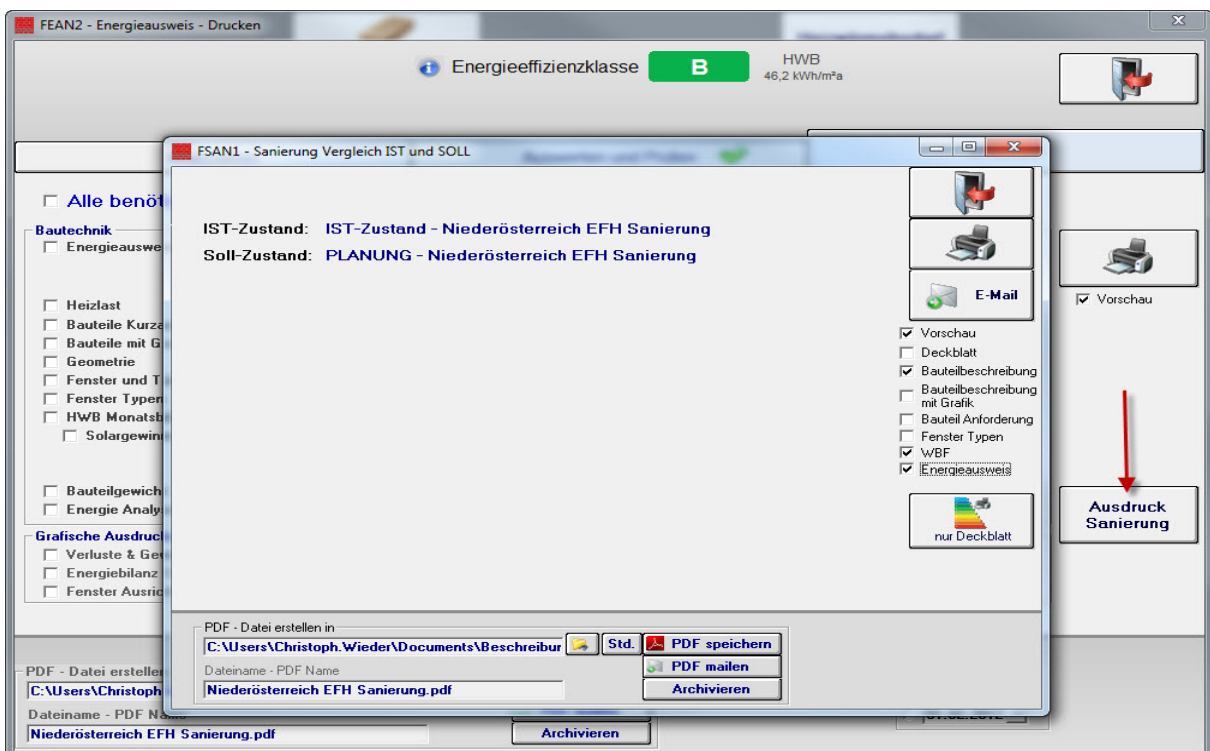 FEAN2 - Energieausweis - Drucken
Energieeffizienzklasse B HWB
46,2 kWh/m²a
FSAN1 - Sanierung Vergleich IST und SOLL
Alle benöt
Bautechnik
Energieauswe
Heizlast
Bauteile Kurza
Bauteile mit G
Geometrie
Fenster und T
Fenster Typen
HWB Monatsb
Solargewin
Bauteilgewich
Energie Analy
Grafische Ausdruc
Verluste & Ge
Energiebilanz
Fenster Ausric
IST-Zustand: IST-Zustand - Niederösterreich EFH Sanierung
Soll-Zustand: PLANUNG - Niederösterreich EFH Sanierung
E-Mail
Vorschau
Deckblatt
Bauteilbeschreibung
Bauteilbeschreibung
mit Grafik
Bauteil Anforderung
Fenster Typen
WBF
Energieausweis
nur Deckblatt
Vorschau
Ausdruck
Sanierung
PDF - Datei erstellen in
C:\Users\Christoph.Wieder\Documents\Beschreibur Std. PDF speichern
Dateiname - PDF Name PDF mailen
Niederösterreich EFH Sanierung.pdf Archivieren
PDF - Datei erstellen
C:\Users\Christoph
Dateiname - PDF Na
Niederösterreich EFH Sanierung.pdf Archivieren